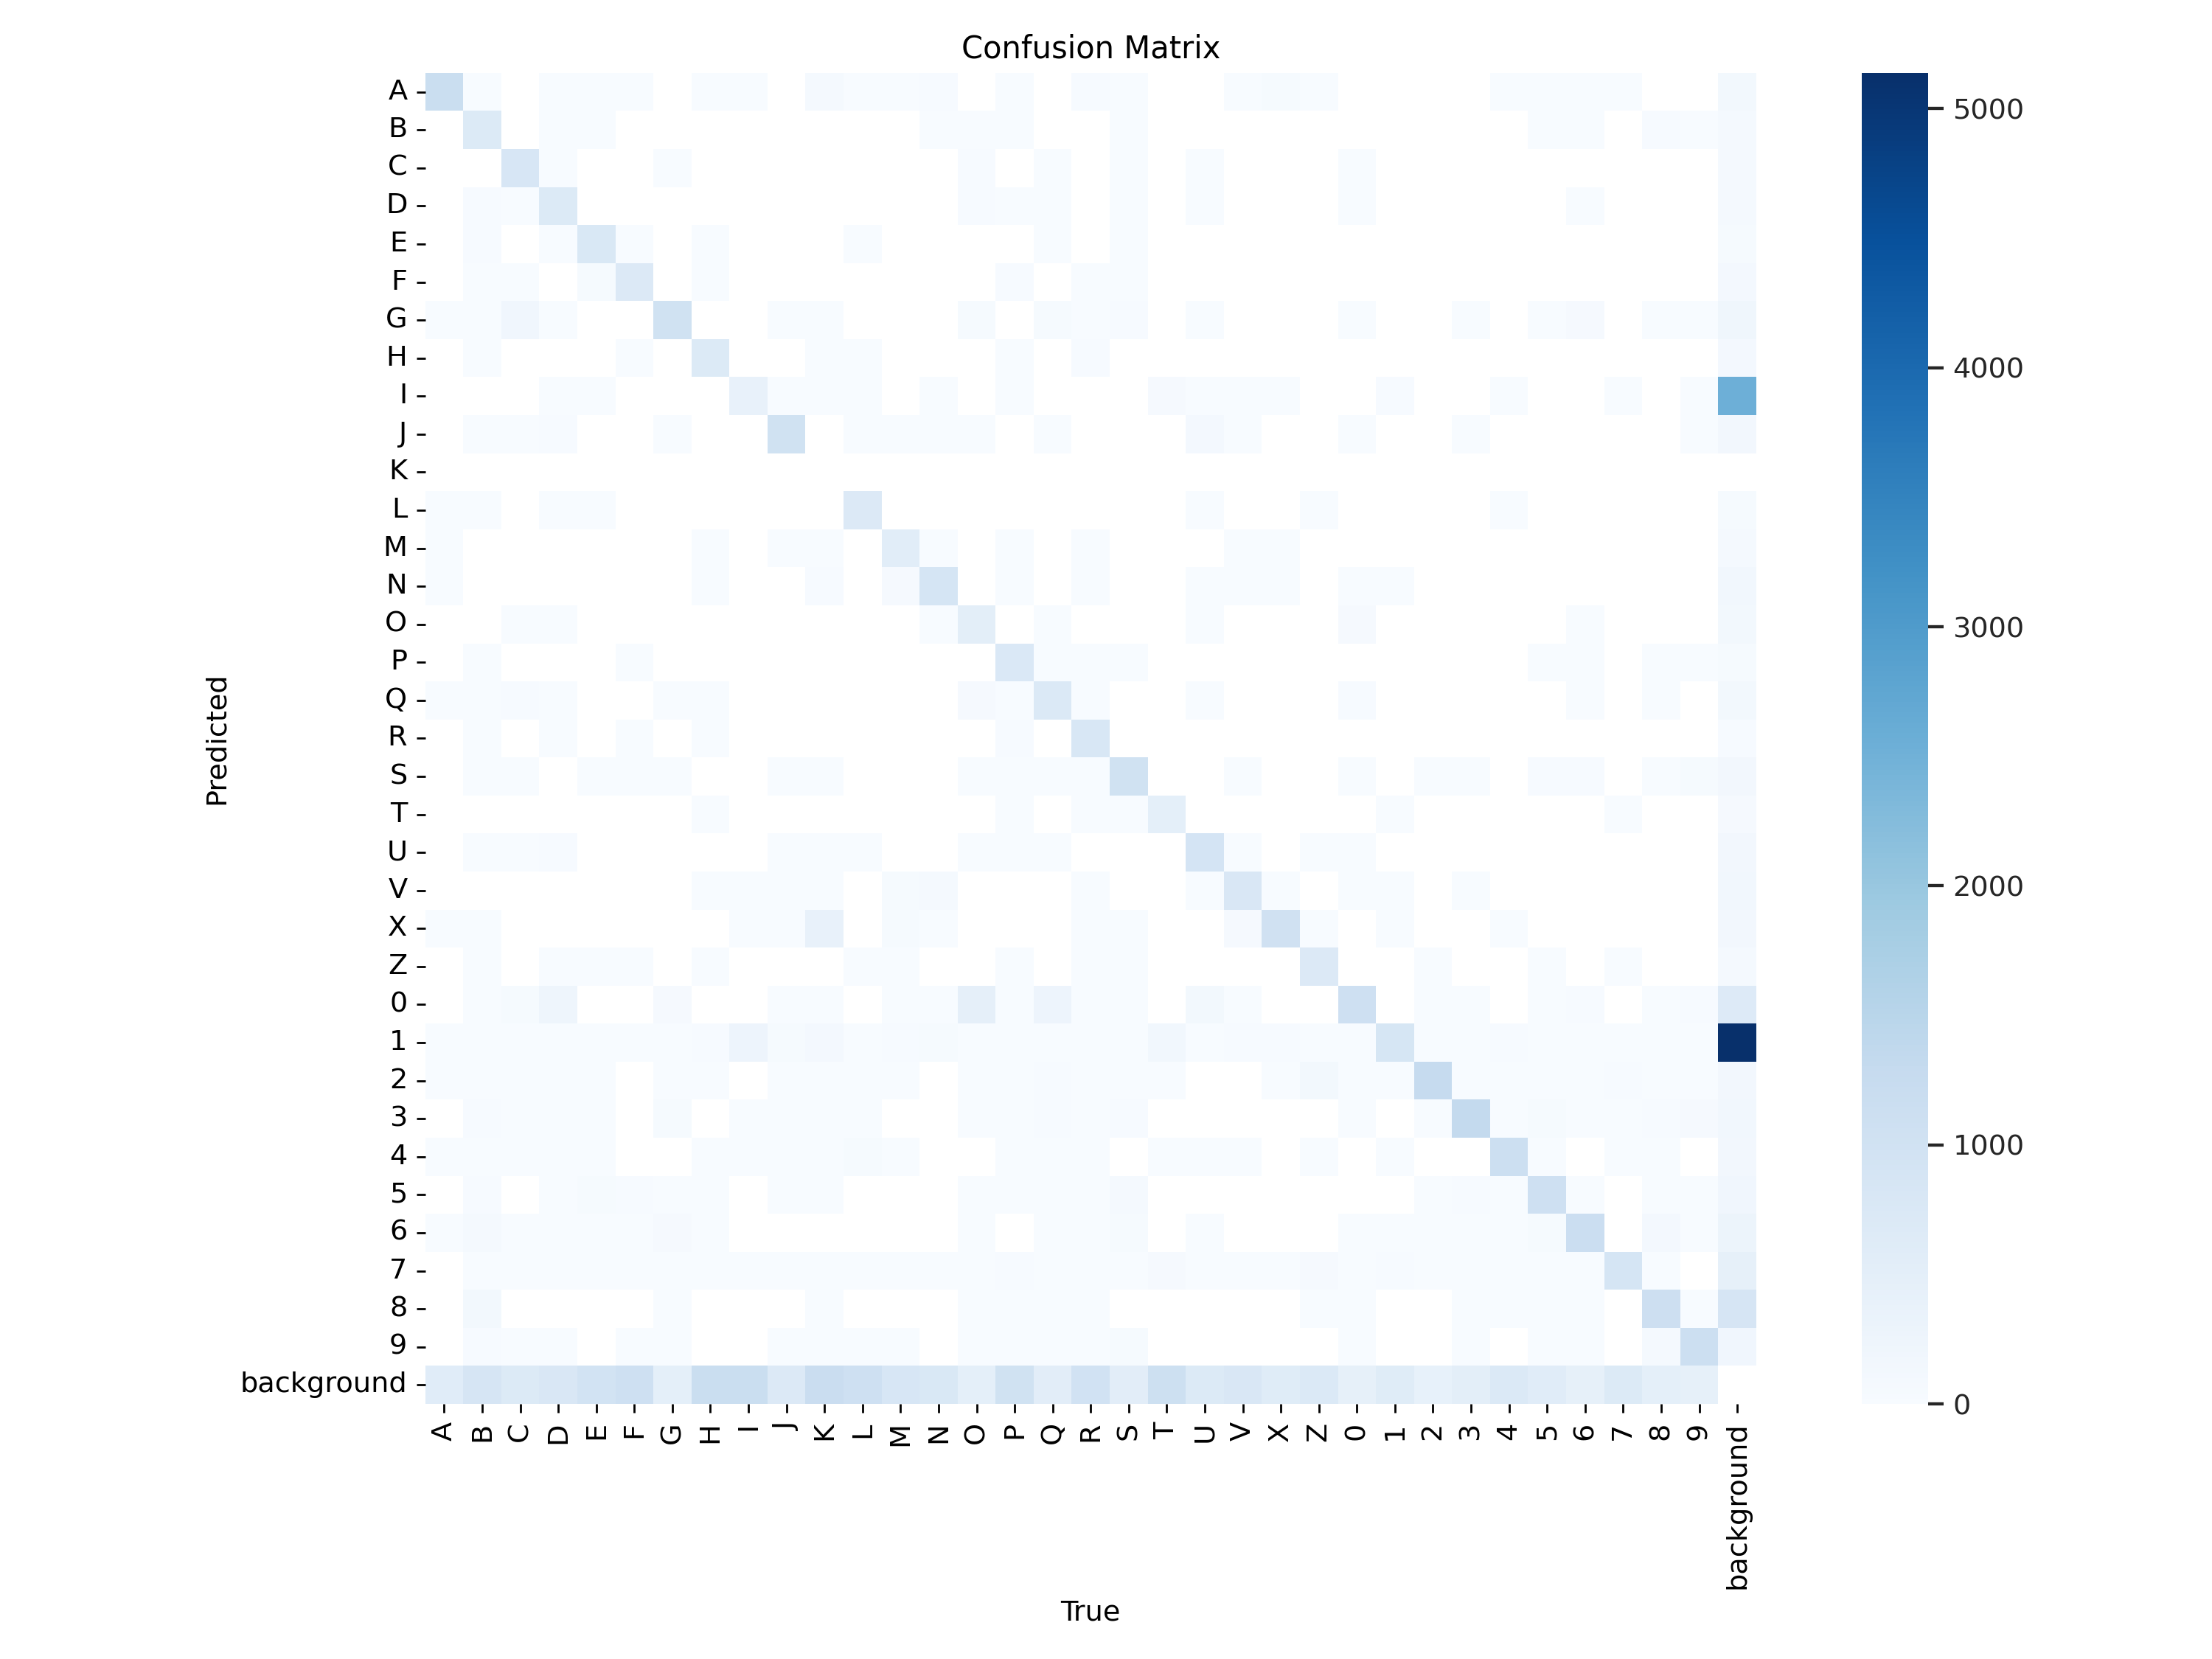 Confusion Matrix
A
B
C
D
E
F
G
H
I
J
K
L
M
N
O
P
Q
R
S
T
U
V
X
Z
0
1
2
3
4
5
6
7
8
9
background
Predicted
A B C D E F G H I J K L M N O P Q R S T U V X Z 0 1 2 3 4 5 6 7 8 9 background
True
5000
4000
3000
2000
1000
0